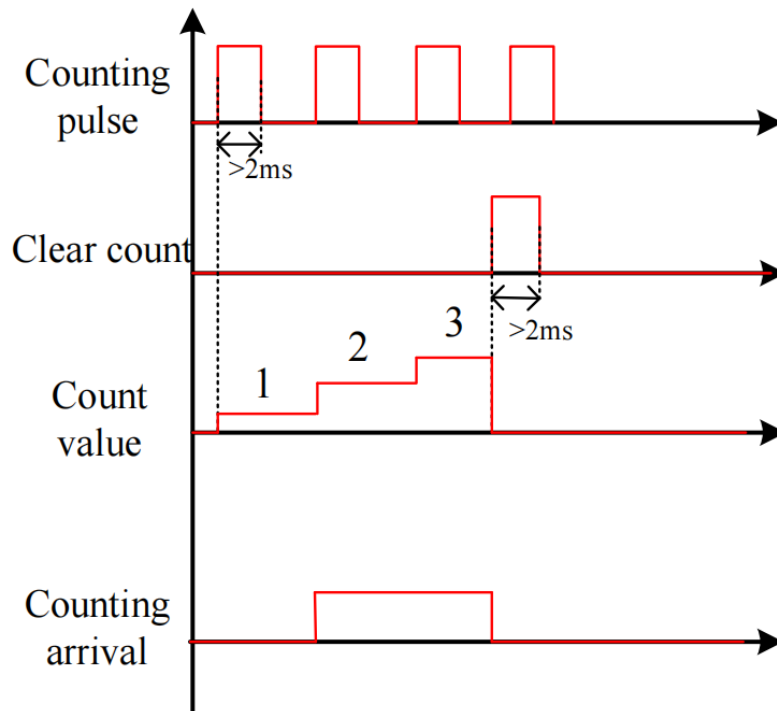 Counting
pulse
>2ms
Clear count
>2ms
1
2
3
Count
value
Counting
arrival